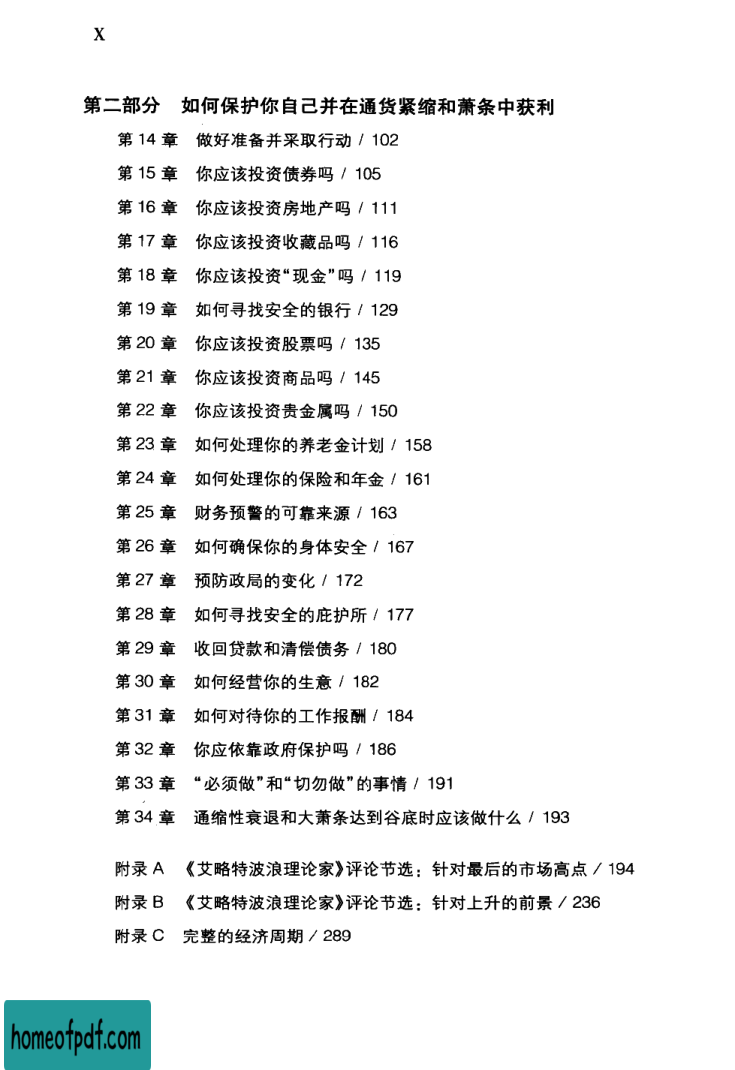 X
第二部分 如何保护你自己并在通货紧缩和萧条中获利
第 14 章 做好准备并采取行动 / 102
第 15 章 你应该投资债券吗 / 105
第 16 章 你应该投资房地产吗 / 111
第 17 章 你应该投资收藏品吗 / 116
第 18 章 你应该投资“现金”吗 / 119
第 19 章 如何寻找安全的银行 / 129
第 20 章 你应该投资股票吗 / 135
第 21 章 你应该投资商品吗 / 145
第 22 章 你应该投资贵金属吗 / 150
第 23 章 如何处理你的养老金计划 / 158
第 24 章 如何处理你的保险和年金 / 161
第 25 章 财务预警的可靠来源 / 163
第 26 章 如何确保你的身体安全 / 167
第 27 章 预防政局的变化 / 172
第 28 章 如何寻找安全的庇护所 / 177
第 29 章 收回贷款和清偿债务 / 180
第 30 章 如何经营你的生意 / 182
第 31 章 如何对待你的工作报酬 / 184
第 32 章 你应依靠政府保护吗 / 186
第 33 章 “必须做”和“切勿做”的事情 / 191
第 34 章 通缩性衰退和大萧条达到谷底时应该做什么 / 193
附录 A 《艾略特波浪理论家》评论节选：针对最后的市场高点 / 194
附录 B 《艾略特波浪理论家》评论节选：针对上升的前景 / 236
附录 C 完整的经济周期 / 289
homeofpdf.com